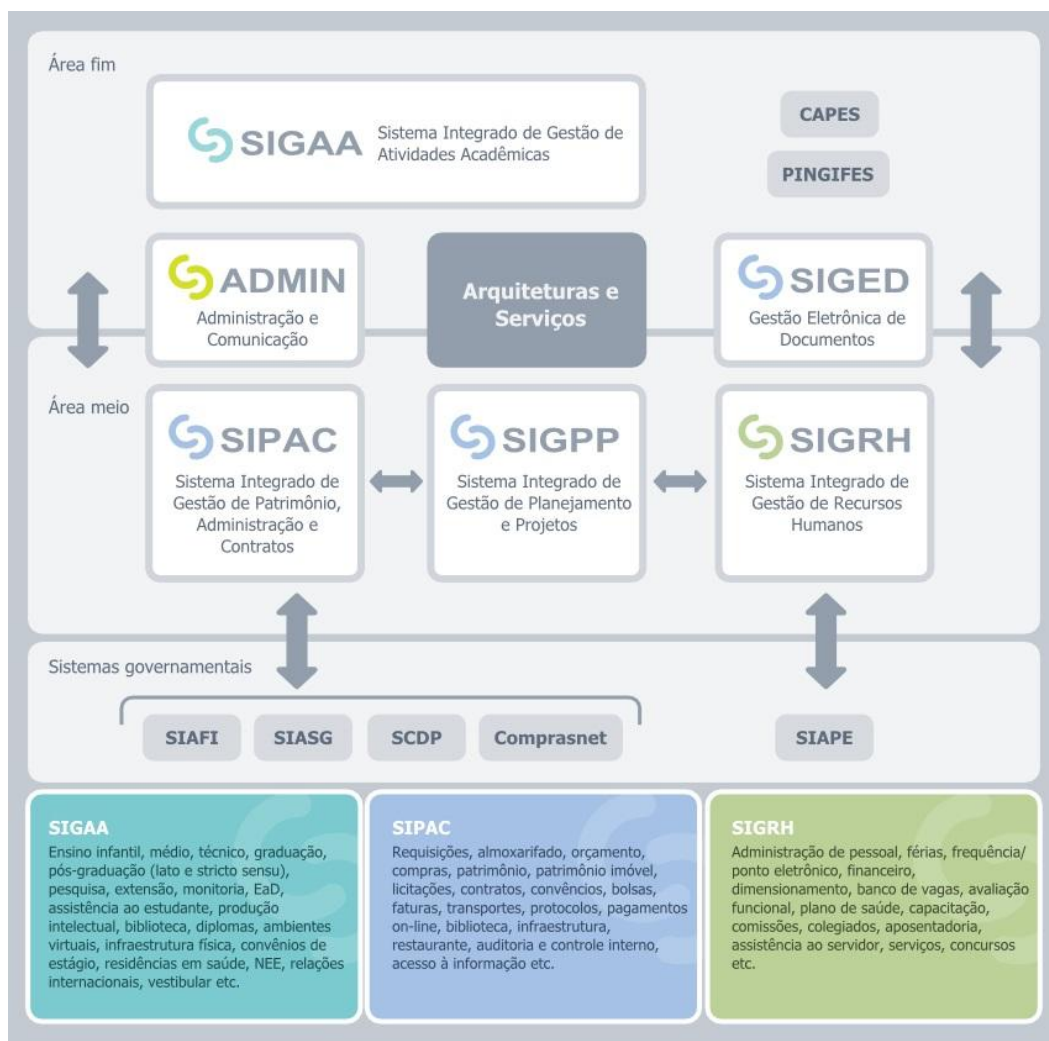 Área fim
SIGAA
Sistema Integrado de Gestão de
Atividades Acadêmicas
CAPES
PINGIFES
ADMIN
Administração e
Comunicação
Arquiteturas e
Serviços
SIGED
Gestão Eletrônica de
Documentos
Área meio
SIPAC
Sistema Integrado de
Gestão de Patrimônio,
Administração e
Contratos
SIGPP
Sistema Integrado de
Gestão de Planejamento
e Projetos
SIGRH
Sistema Integrado de
Gestão de Recursos
Humanos
Sistemas governamentais
SIAFI
SIASG
SCDP
Comprasnet
SIAPE
SIGAA
Ensino infantil, médio, técnico, graduação,
pós-graduação (lato e stricto sensu),
pesquisa, extensão, monitoria, EaD,
assistência ao estudante, produção
intelectual, biblioteca, diplomas, ambientes
virtuais, infraestrutura física, convênios de
estágio, residências em saúde, NEE, relações
internacionais, vestibular etc.
SIPAC
Requisições, almoxarifado, orçamento,
compras, patrimônio, patrimônio imóvel,
licitações, contratos, convêncios, bolsas,
faturas, transportes, protocolos, pagamentos
on-line, biblioteca, infraestrutura,
restaurante, auditoria e controle interno,
acesso à informação etc.
SIGRH
Administração de pessoal, férias, frequência/
ponto eletrônico, financeiro,
dimensionamento, banco de vagas, avaliação
funcional, plano de saúde, capacitação,
comissões, colegiados, aposentadoria,
assistência ao servidor, serviços, concursos
etc.